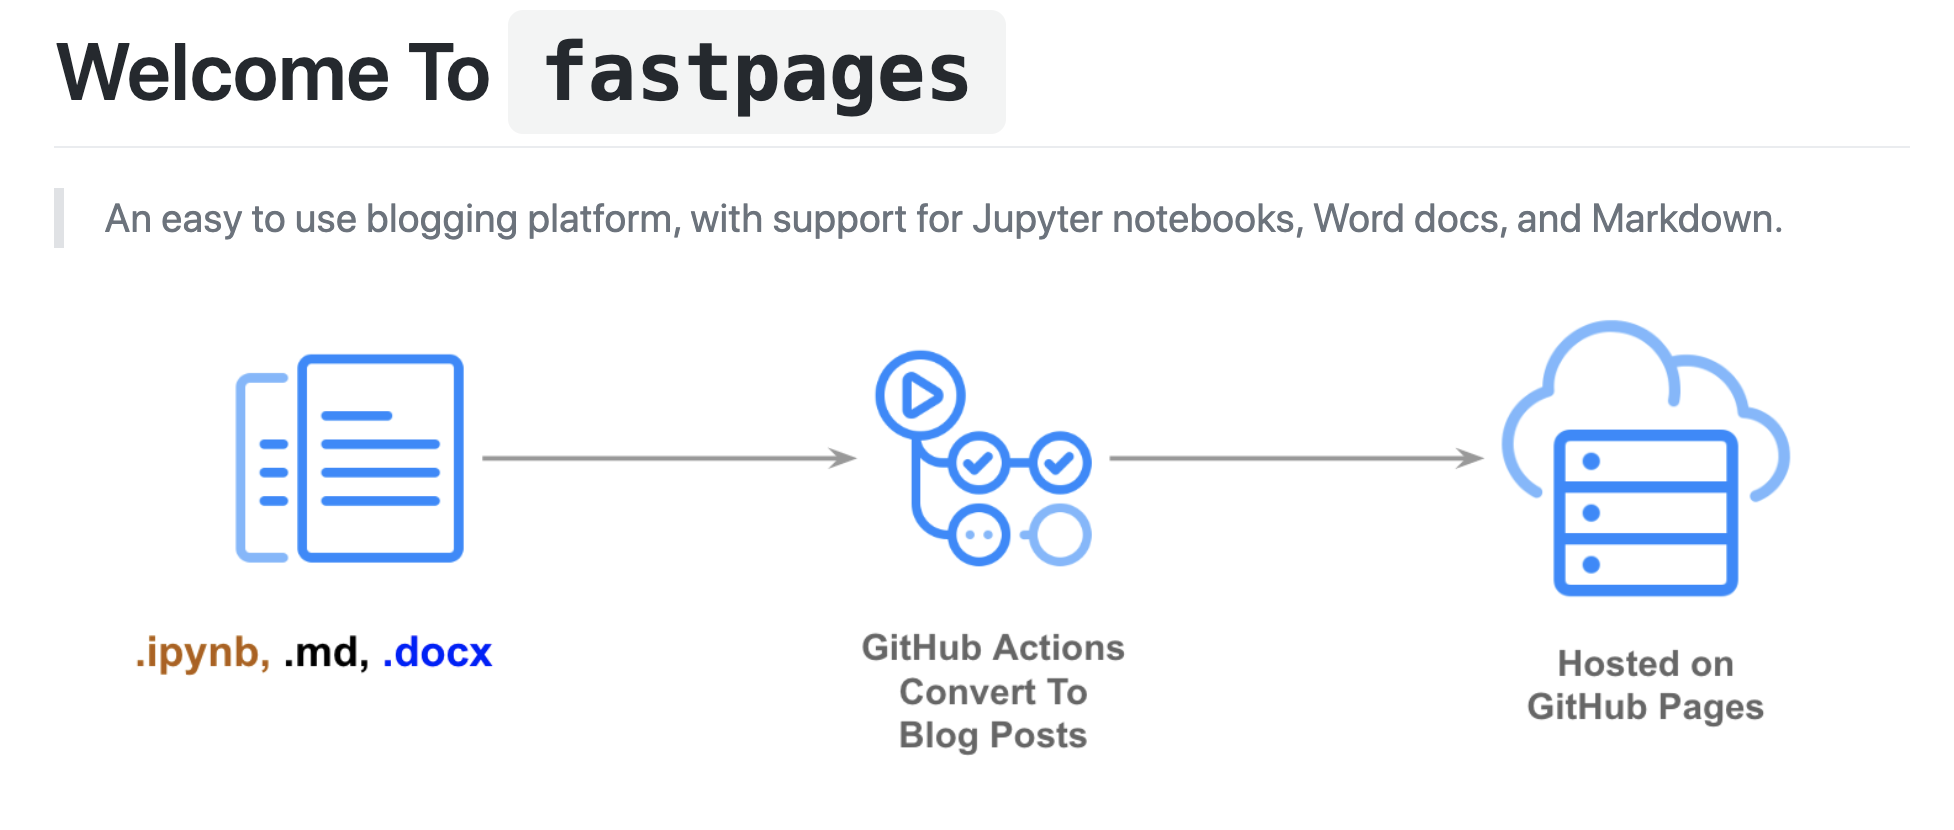 Welcome To fastpages
An easy to use blogging platform, with support for Jupyter notebooks, Word docs, and Markdown.
.ipynb, .md, .docx
GitHub Actions
Convert To
Blog Posts
Hosted on
GitHub Pages